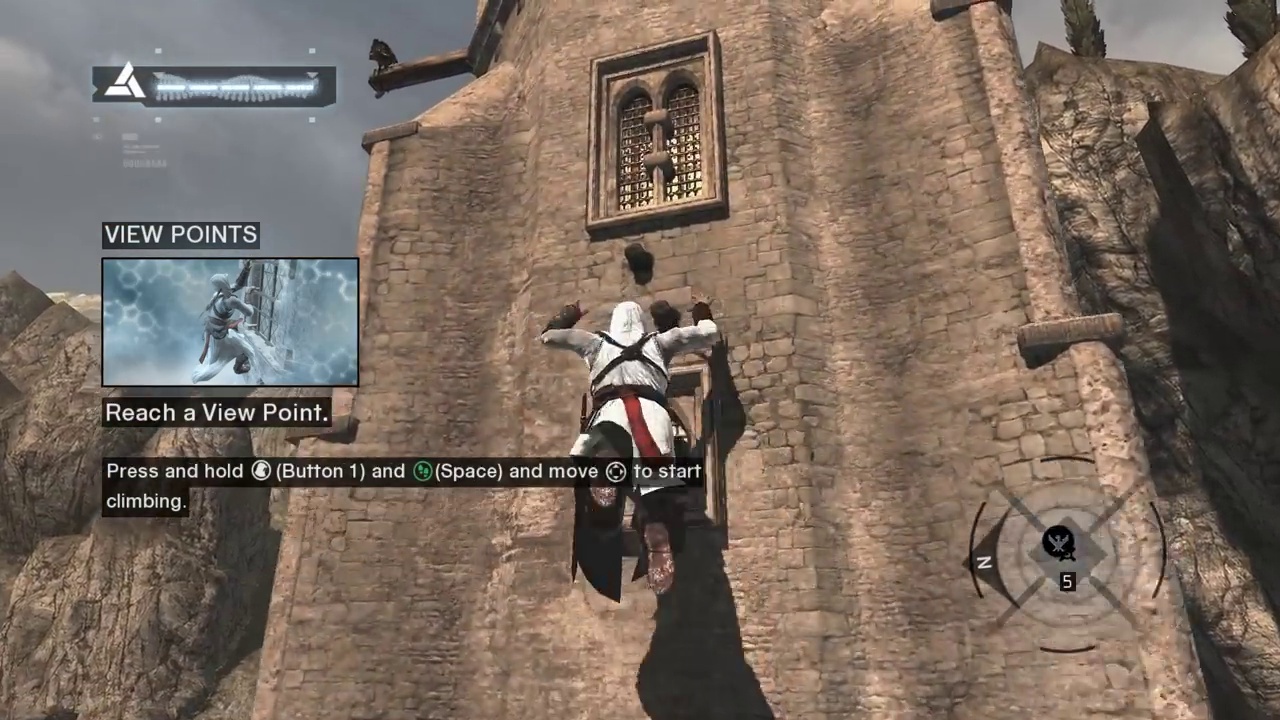 VIEW POINTS
Reach a View Point.
Press and hold (Button 1) and (Space) and move to start
climbing.
N
5